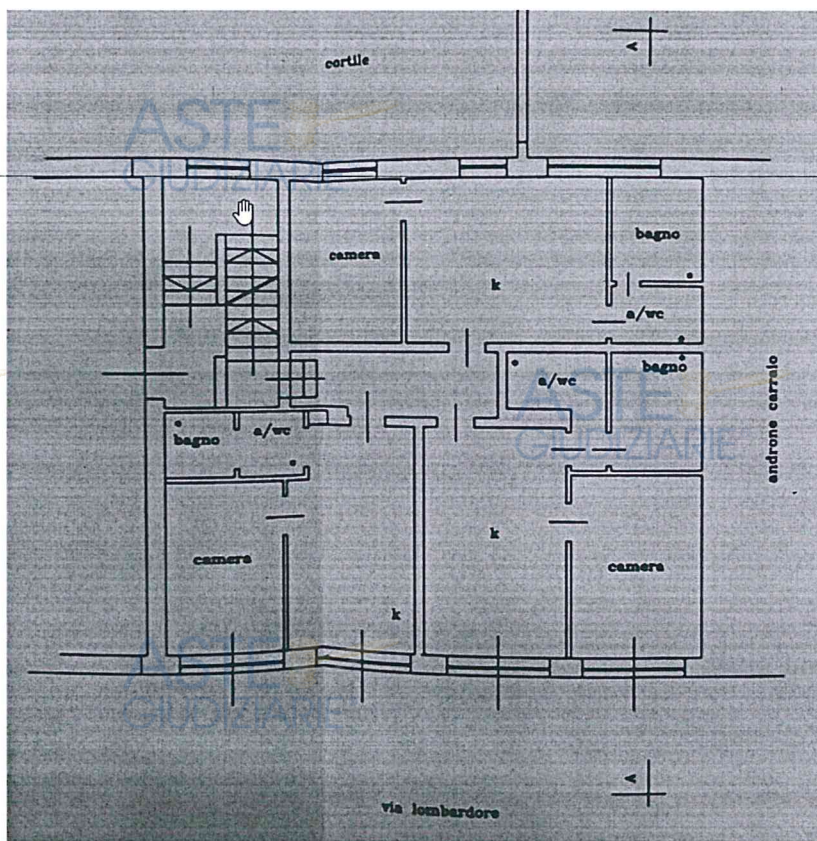 cortile
A
ASTE
GIUDIZIARIE
camera
k
bagno
a/wc
bagno
a/wc
ASTE
GIUDIZIARIE
androne carraio
bagno
a/wc
camera
k
k
camera
ASTE
GIUDIZIARIE
A
via lombardore